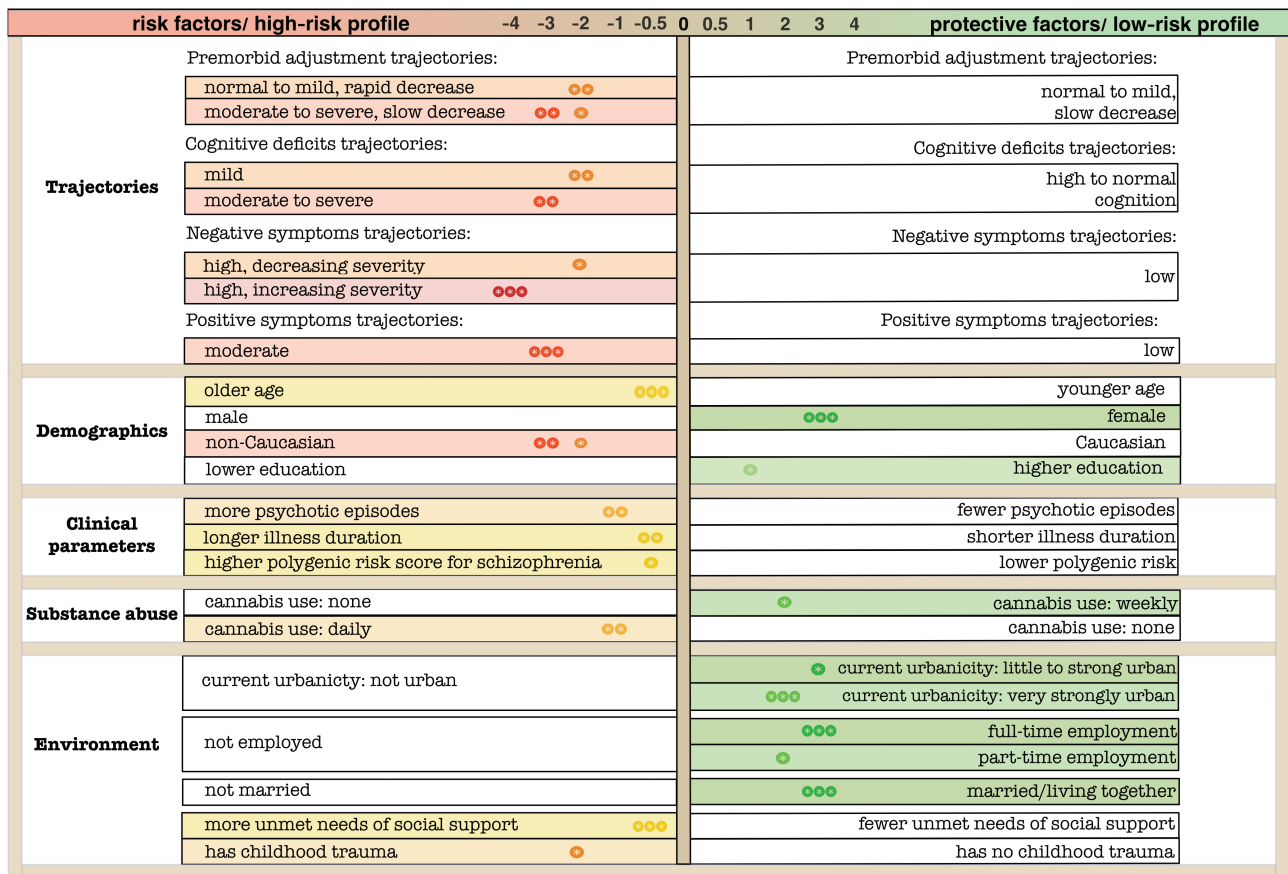 risk factors/ high-risk profile -4 -3 -2 -1 -0.5 0 0.5 1 2 3 4 protective factors/ low-risk profile
Trajectories
Premorbid adjustment trajectories: Premorbid adjustment trajectories:
normal to mild, rapid decrease ** normal to mild,
moderate to severe, slow decrease ** * slow decrease
Cognitive deficits trajectories: Cognitive deficits trajectories:
mild ** high to normal
moderate to severe ** cognition
Negative symptoms trajectories: Negative symptoms trajectories:
high, decreasing severity * low
high, increasing severity ***
Positive symptoms trajectories: Positive symptoms trajectories:
moderate *** low
Demographics
older age *** younger age
male *** female
non-Caucasian ** * Caucasian
lower education * higher education
Clinical
parameters
more psychotic episodes ** fewer psychotic episodes
longer illness duration ** shorter illness duration
higher polygenic risk score for schizophrenia * lower polygenic risk
Substance abuse
cannabis use: none * cannabis use: weekly
cannabis use: daily ** cannabis use: none
Environment
current urbanicty: not urban * current urbanicity: little to strong urban
*** current urbanicity: very strongly urban
not employed *** full-time employment
* part-time employment
not married *** married/living together
more unmet needs of social support *** fewer unmet needs of social support
has childhood trauma * has no childhood trauma